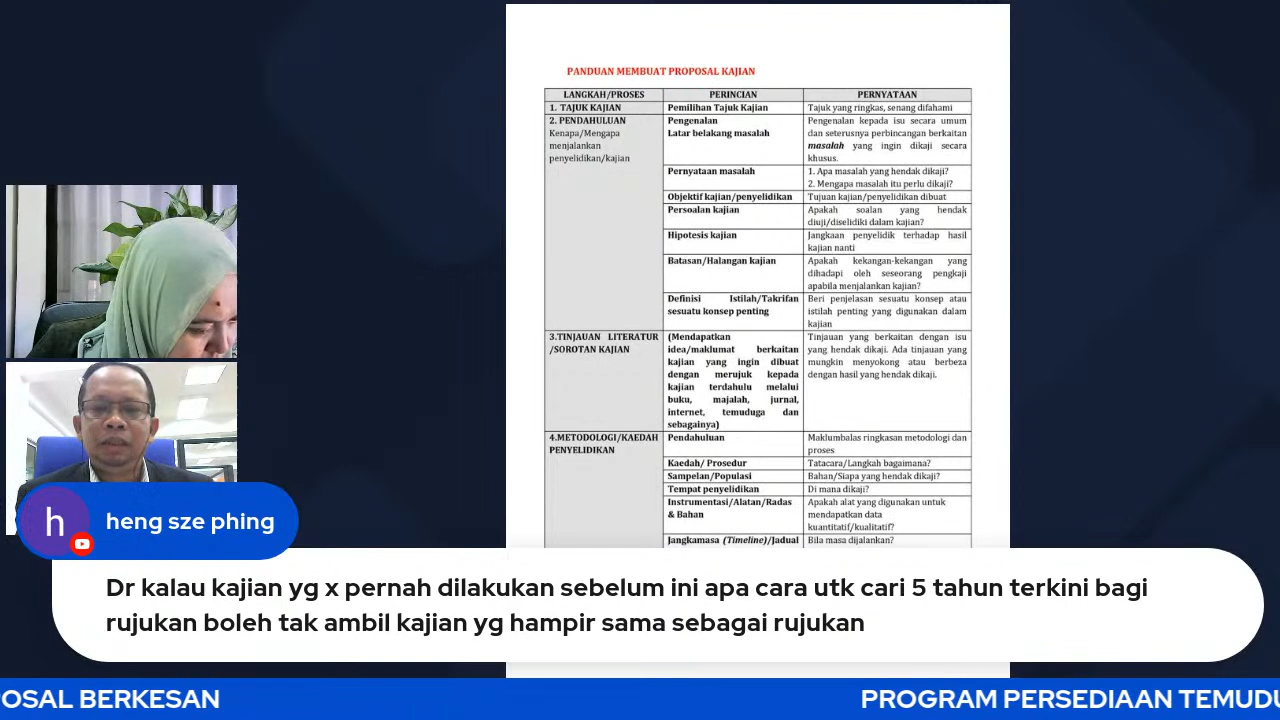 PANDUAN MEMBUAT PROPOSAL KAJIAN
LANGKAH/PROSES PERINCIAN PERNYATAAN
1. TAJUK KAJIAN Pemilihan Tajuk Kajian Tajuk yang ringkas, senang difahami
2. PENDAHULUAN
Kenapa/Mengapa
menjalankan
penyelidikan/kajian
Pengenalan
Latar belakang masalah
Pengenalan kepada isu secara umum
dan seterusnya perbincangan berkaitan
masalah yang ingin dikaji secara
khusus.
Pernyataan masalah
1. Apa masalah yang hendak dikaji?
2. Mengapa masalah itu perlu dikaji?
Objektif kajian/penyelidikan Tujuan kajian/penyelidikan dibuat
Persoalan kajian
Apakah soalan yang hendak
diuji/diselidiki dalam kajian?
Hipotesis kajian
Jangkaan penyelidik terhadap hasil
kajian nanti
Batasan/Halangan kajian
Apakah kekangan-kekangan yang
dihadapi oleh seseorang pengkaji
apabila menjalankan kajian?
Definisi Istilah/Takrifan
sesuatu konsep penting
Beri penjelasan sesuatu konsep atau
istilah penting yang digunakan dalam
kajian
3.TINJAUAN LITERATUR
/SOROTAN KAJIAN
(Mendapatkan
idea/maklumat berkaitan
kajian yang ingin dibuat
dengan merujuk kepada
kajian terdahulu melalui
buku, majalah, jurnal,
internet, temuduga dan
sebagainya)
Tinjauan yang berkaitan dengan isu
yang hendak dikaji. Ada tinjauan yang
mungkin menyokong atau berbeza
dengan hasil yang hendak dikaji.
4.METODOLOGI/KAEDAH
PENYELIDIKAN
Pendahuluan
Maklumbalas ringkasan metodologi dan
proses
Kaedah/ Prosedur Tatacara/Langkah bagaimana?
Sampelan/Populasi Bahan/Siapa yang hendak dikaji?
Tempat penyelidikan Di mana dikaji?
Instrumentasi/Alatan/Radas
& Bahan
Apakah alat yang digunakan untuk
mendapatkan data
kuantitatif/kualitatif?
Jangkamasa (Timeline)/Jadual Bila masa dijalankan?
h heng sze phing
Dr kalau kajian yg x pernah dilakukan sebelum ini apa cara utk cari 5 tahun terkini bagi
rujukan boleh tak ambil kajian yg hampir sama sebagai rujukan
POSAL BERKESAN PROGRAM PERSEDIAAN TEMUDU